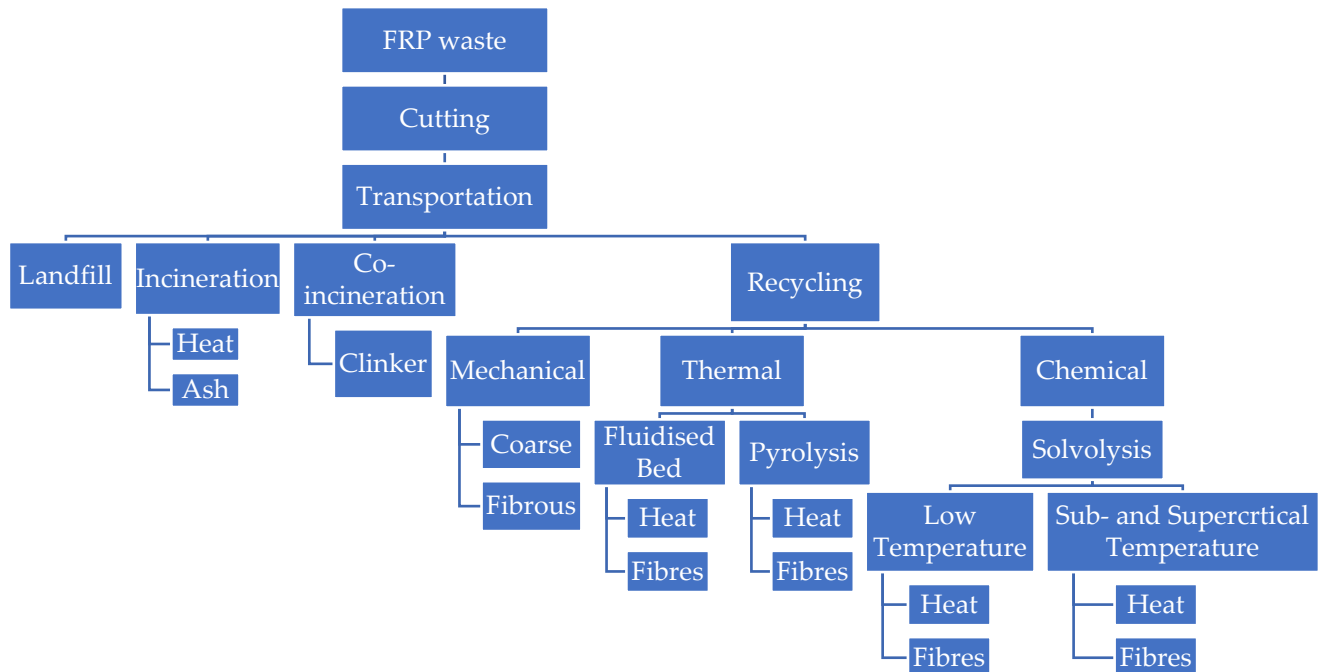 FRP waste
Cutting
Transportation
Landfill
Incineration
Co-
incineration
Recycling
Heat
Ash
Clinker
Mechanical
Thermal
Chemical
Coarse
Fibrous
Fluidised
Bed
Pyrolysis
Solvolysis
Heat
Fibres
Heat
Fibres
Low
Temperature
Sub- and Supercrtical
Temperature
Heat
Fibres
Heat
Fibres